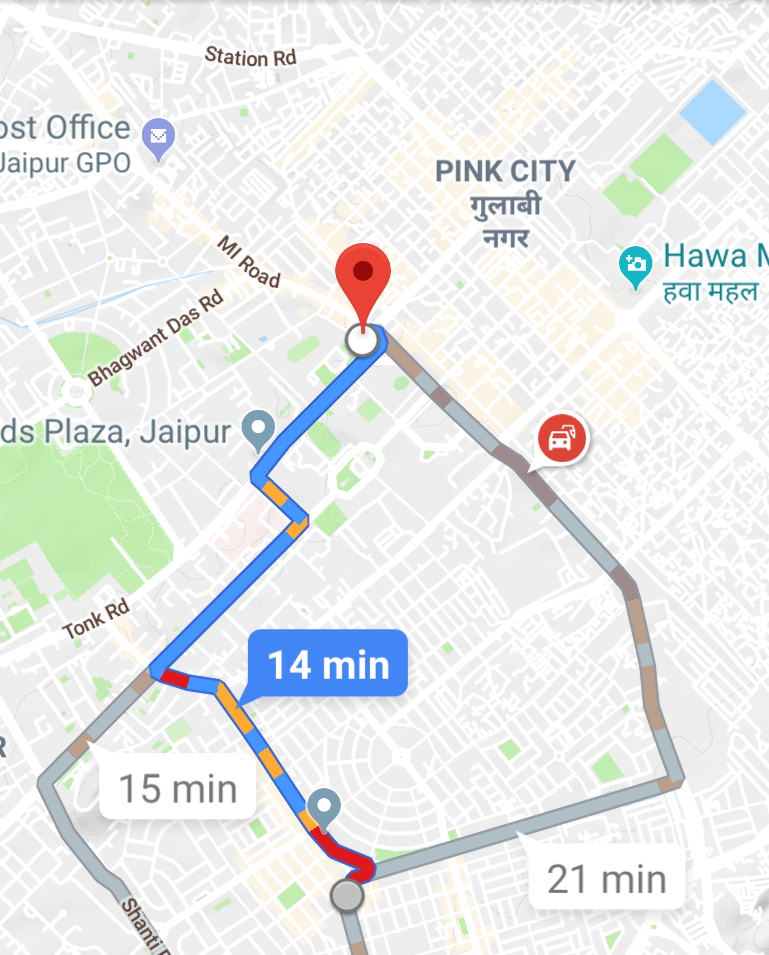 Station Rd
ost Office
Jaipur GPO
PINK CITY
गुलाबी
नगर
MI Road
Hawa M
हवा महल
Bhagwant Das Rd
ds Plaza, Jaipur
Tonk Rd
14 min
R
15 min
21 min
Shanti